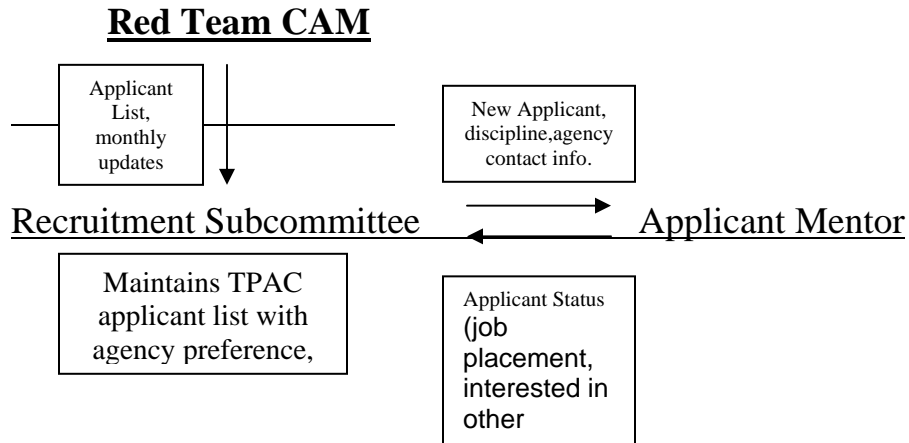 Red Team CAM
Applicant
List,
monthly
updates
New Applicant,
discipline,agency
contact info.
Recruitment Subcommittee
Applicant Mentor
Maintains TPAC
applicant list with
agency preference,
Applicant Status
(job
placement,
interested in
other